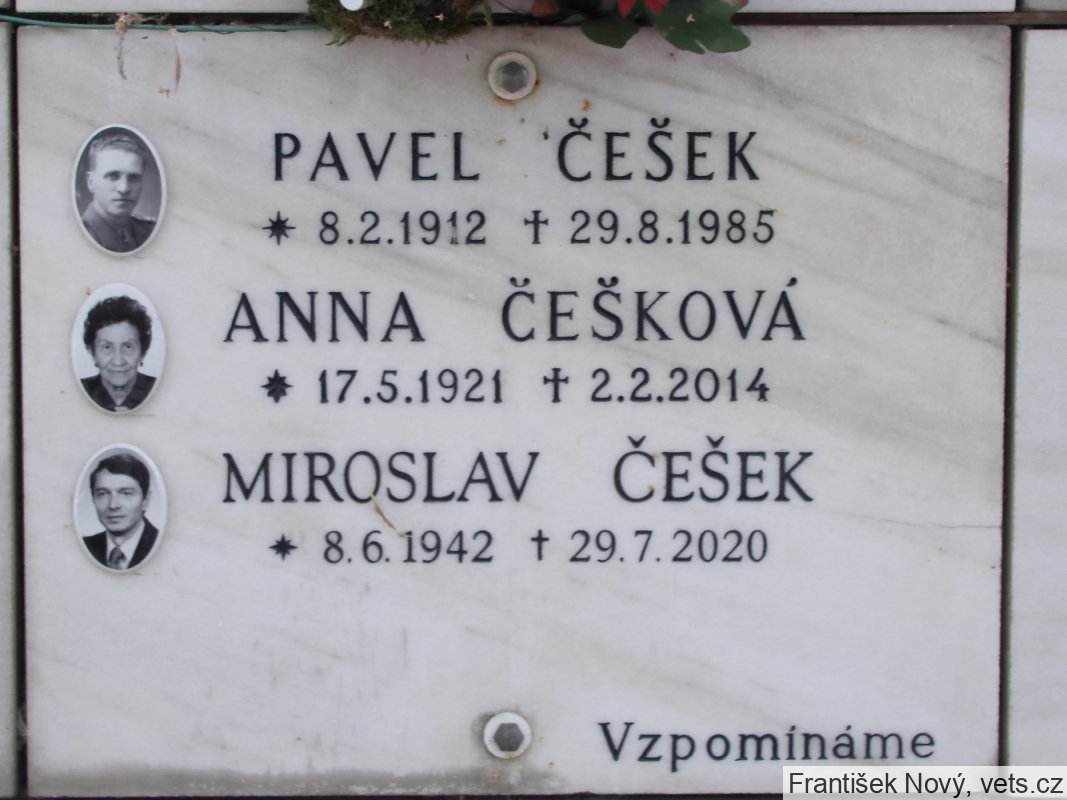 PAVEL ČEŠEK
* 8.2.1912 † 29.8.1985
ANNA ČEŠKOVÁ
* 17.5.1921 † 2.2.2014
MIROSLAV ČEŠEK
* 8.6.1942 † 29.7.2020
Vzpomínáme
František Nový, vets.cz